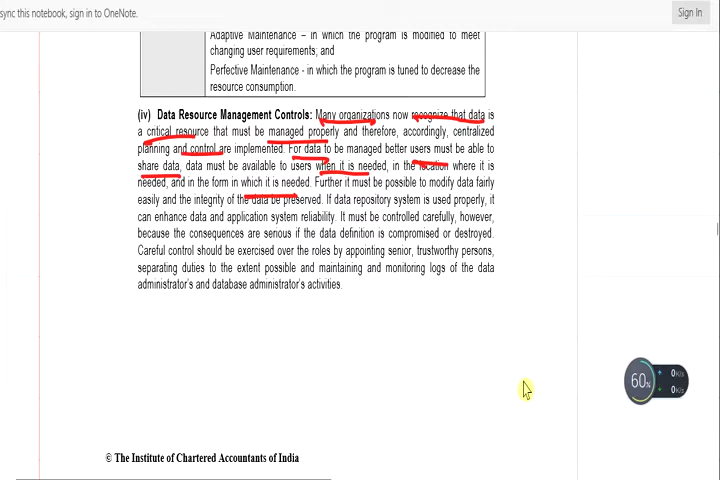 sync this notebook, sign in to OneNote.
Sign In
Adaptive Maintenance – in which the program is modified to meet
changing user requirements; and
Perfective Maintenance - in which the program is tuned to decrease the
resource consumption.
(iv) Data Resource Management Controls: Many organizations now recognize that data is
a critical resource that must be managed properly and therefore, accordingly, centralized
planning and control are implemented. For data to be managed better users must be able to
share data, data must be available to users when it is needed, in the location where it is
needed, and in the form in which it is needed. Further it must be possible to modify data fairly
easily and the integrity of the data be preserved. If data repository system is used properly, it
can enhance data and application system reliability. It must be controlled carefully, however,
because the consequences are serious if the data definition is compromised or destroyed.
Careful control should be exercised over the roles by appointing senior, trustworthy persons,
separating duties to the extent possible and maintaining and monitoring logs of the data
administrator's and database administrator's activities.
60%
+ 0K/s
0K/s
© The Institute of Chartered Accountants of India